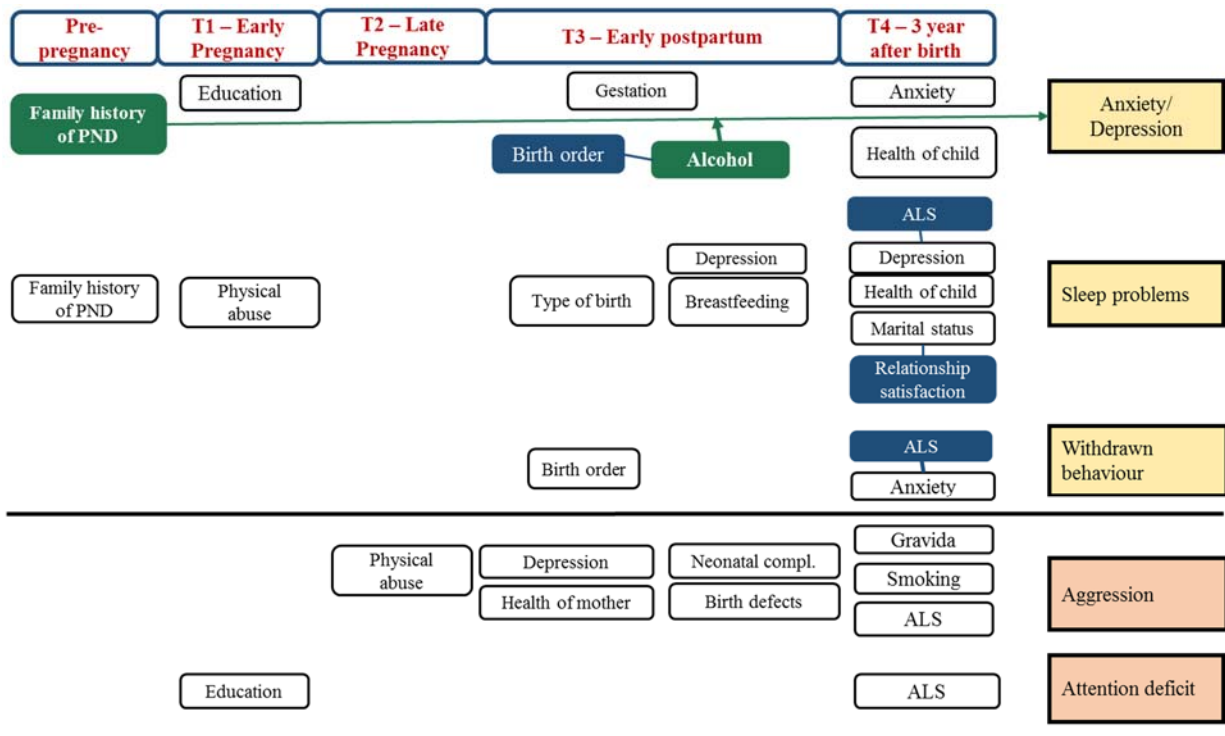 Pre-
pregnancy
T1 – Early
Pregnancy
T2 – Late
Pregnancy
T3 – Early postpartum
T4 – 3 year
after birth
Education
Gestation
Anxiety
Family history
of PND
Anxiety/
Depression
Birth order
Alcohol
Health of child
ALS
Depression
Depression
Family history
of PND
Physical
abuse
Type of birth
Breastfeeding
Health of child
Sleep problems
Marital status
Relationship
satisfaction
ALS
Withdrawn
behaviour
Birth order
Anxiety
Gravida
Physical
abuse
Depression
Neonatal compl.
Smoking
Aggression
Health of mother
Birth defects
ALS
Education
ALS
Attention deficit